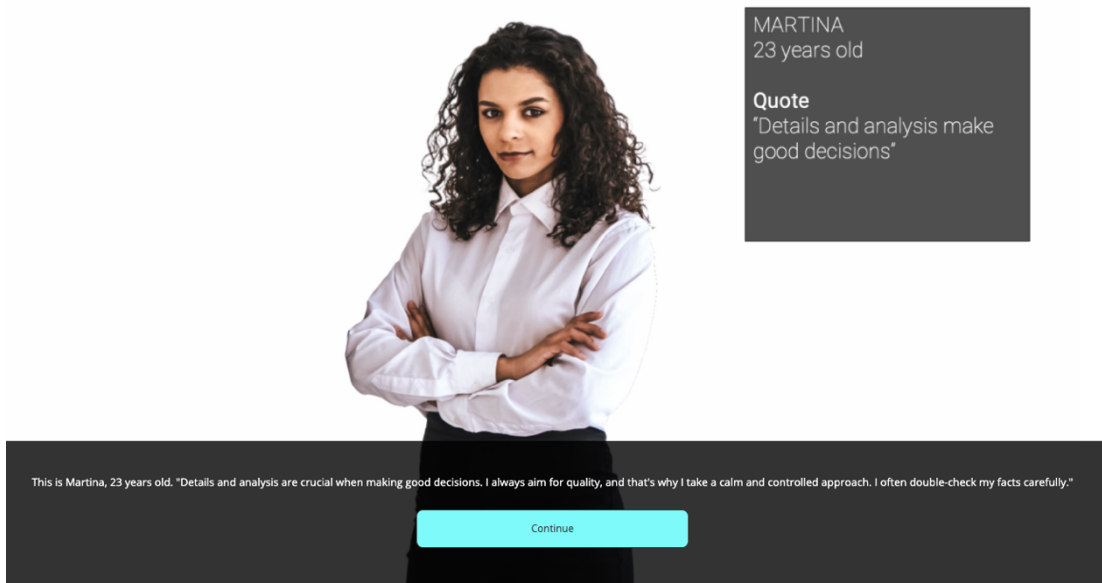 MARTINA
23 years old
Quote
"Details and analysis make
good decisions"
This is Martina, 23 years old. "Details and analysis are crucial when making good decisions. I always aim for quality, and that's why I take a calm and controlled approach. I often double-check my facts carefully."
Continue